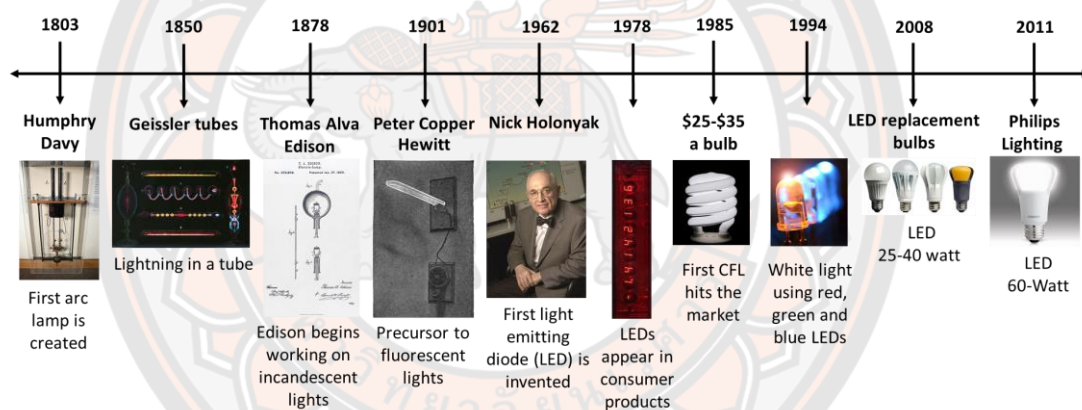 1803
1850
1878
1901
1962
1978
1985
1994
2008
2011
Humphry
Davy
First arc
lamp is
created
Geissler tubes
Lightning in a tube
Thomas Alva
Edison
Edison begins
working on
incandescent
lights
Peter Copper
Hewitt
Precursor to
fluorescent
lights
Nick Holonyak
First light
emitting
diode (LED) is
invented
LEDs
appear in
consumer
products
$25-$35
a bulb
First CFL
hits the
market
White light
using red,
green and
blue LEDs
LED replacement
bulbs
LED
25-40 watt
Philips
Lighting
LED
60-Watt